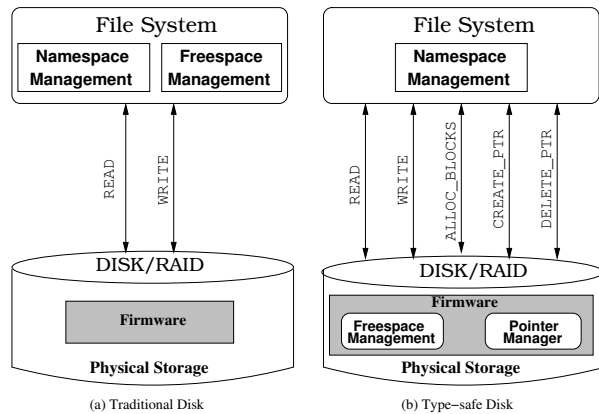 File System
Namespace
Management
Freespace
Management
READ
WRITE
DISK/RAID
Firmware
Physical Storage
(a) Traditional Disk
File System
Namespace
Management
READ
WRITE
ALLOC_BLOCKS
CREATE_PTR
DELETE_PTR
DISK/RAID
Firmware
Freespace
Management
Pointer
Manager
Physical Storage
(b) Type−safe Disk